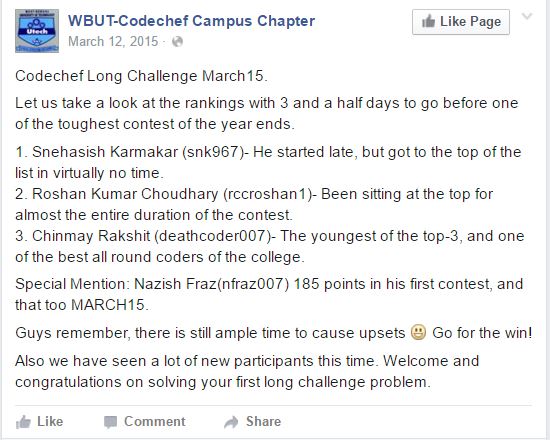 WBUT-Codechef Campus Chapter
March 12, 2015 ·
Like Page
Utech
Codechef Long Challenge March15.
Let us take a look at the rankings with 3 and a half days to go before one
of the toughest contest of the year ends.
1. Snehasish Karmakar (snk967)- He started late, but got to the top of the
list in virtually no time.
2. Roshan Kumar Choudhary (rccroshan1)- Been sitting at the top for
almost the entire duration of the contest.
3. Chinmay Rakshit (deathcoder007)- The youngest of the top-3, and one
of the best all round coders of the college.
Special Mention: Nazish Fraz(nfraz007) 185 points in his first contest, and
that too MARCH15.
Guys remember, there is still ample time to cause upsets 😃 Go for the win!
Also we have seen a lot of new participants this time. Welcome and
congratulations on solving your first long challenge problem.
Like Comment Share